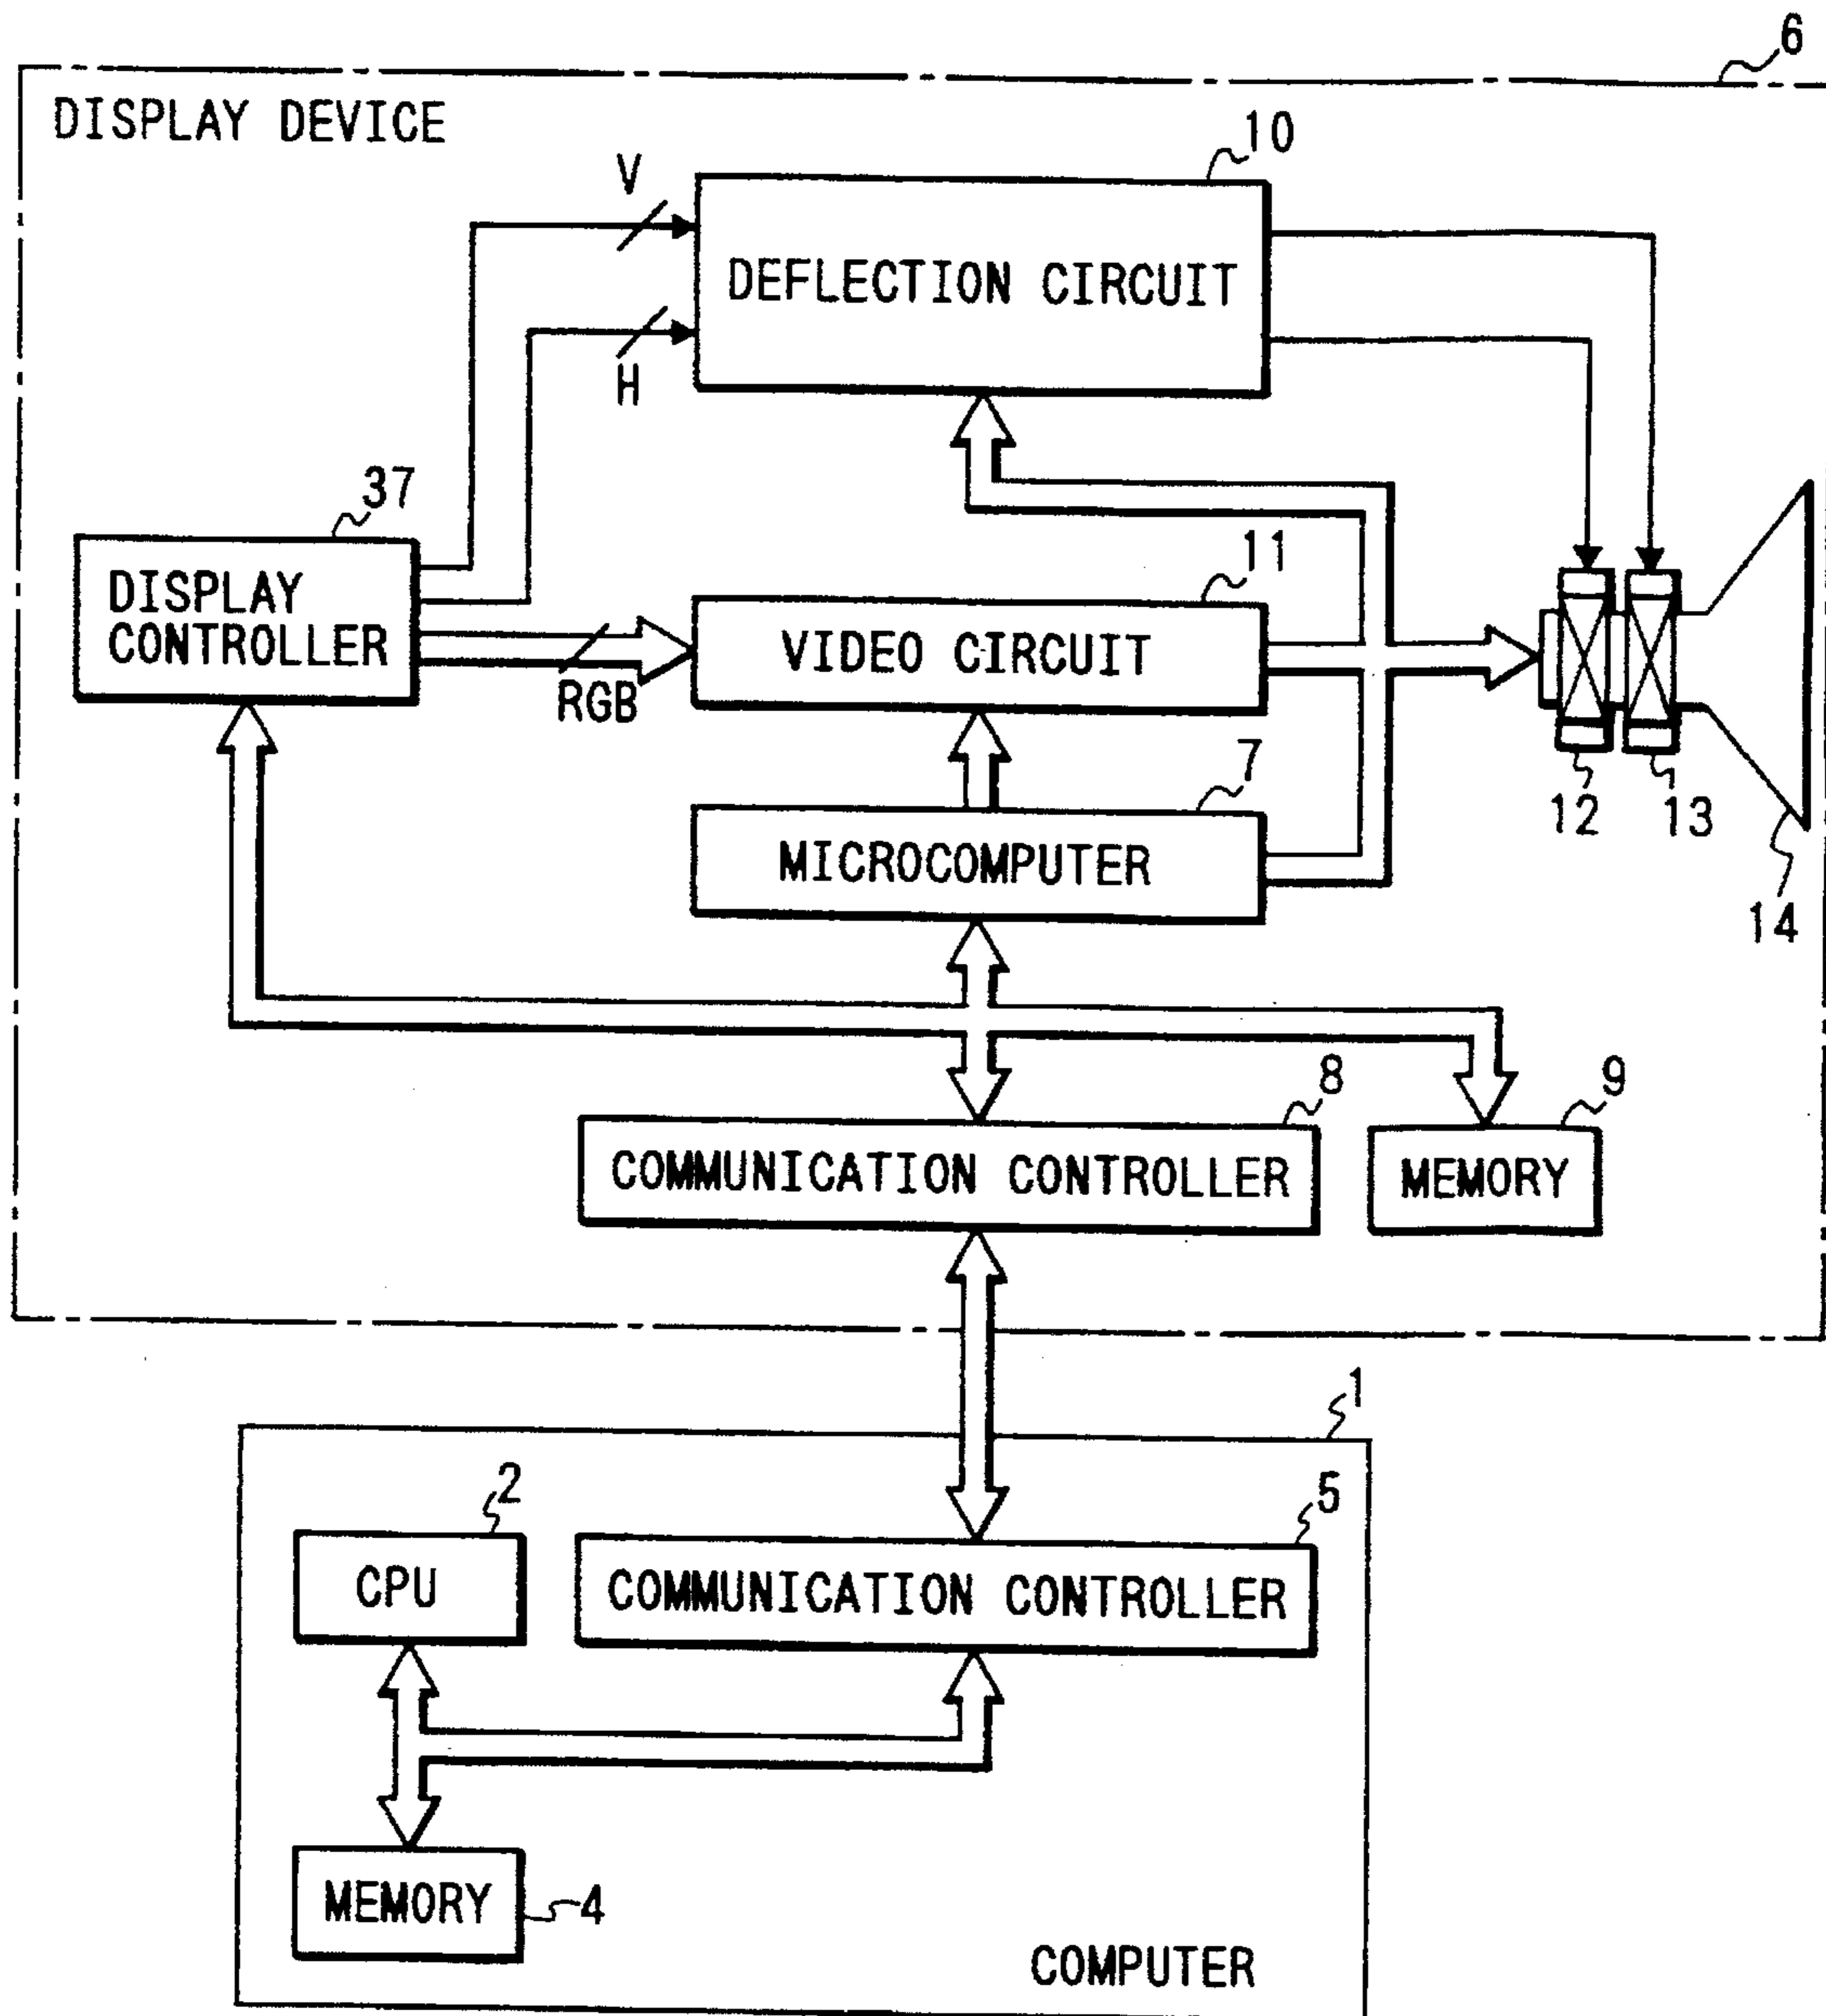 6
DISPLAY DEVICE
10
V
DEFLECTION CIRCUIT
H
37
DISPLAY
CONTROLLER
11
VIDEO CIRCUIT
RGB
7
MICROCOMPUTER
12
13
14
8
COMMUNICATION CONTROLLER
9
MEMORY
1
2
CPU
5
COMMUNICATION CONTROLLER
MEMORY
4
COMPUTER